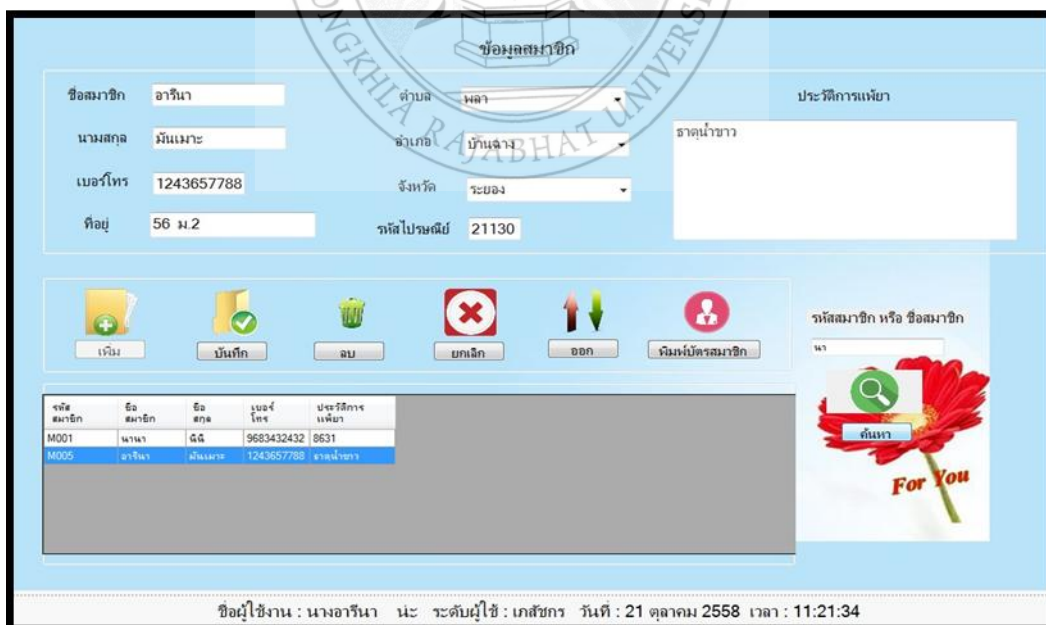 SONGKHLA RAJABHAT UNIVERSITY
ข้อมูลสมาชิก
ชื่อสมาชิก อารีนา ตำบล พลา ประวัติการแพ้ยา
นามสกุล มันเมาะ อำเภอ บ้านฉาง ธาตุน้ำขาว
เบอร์โทร 1243657788 จังหวัด ระยอง
ที่อยู่ 56 ม.2 รหัสไปรษณีย์ 21130
เพิ่ม บันทึก ลบ ยกเลิก ออก พิมพ์บัตรสมาชิก
รหัสสมาชิก หรือ ชื่อสมาชิก
นา
ค้นหา
For You
รหัสสมาชิก ชื่อสมาชิก ชื่อสกุล เบอร์โทร ประวัติการแพ้ยา
M001 นานา 9683432432 8631
M005 อารีนา มันเมาะ 1243657788 ธาตุน้ำขาว
ชื่อผู้ใช้งาน : นางอารีนา น่ะ ระดับผู้ใช้ : เภสัชกร วันที่ : 21 ตุลาคม 2558 เวลา : 11:21:34